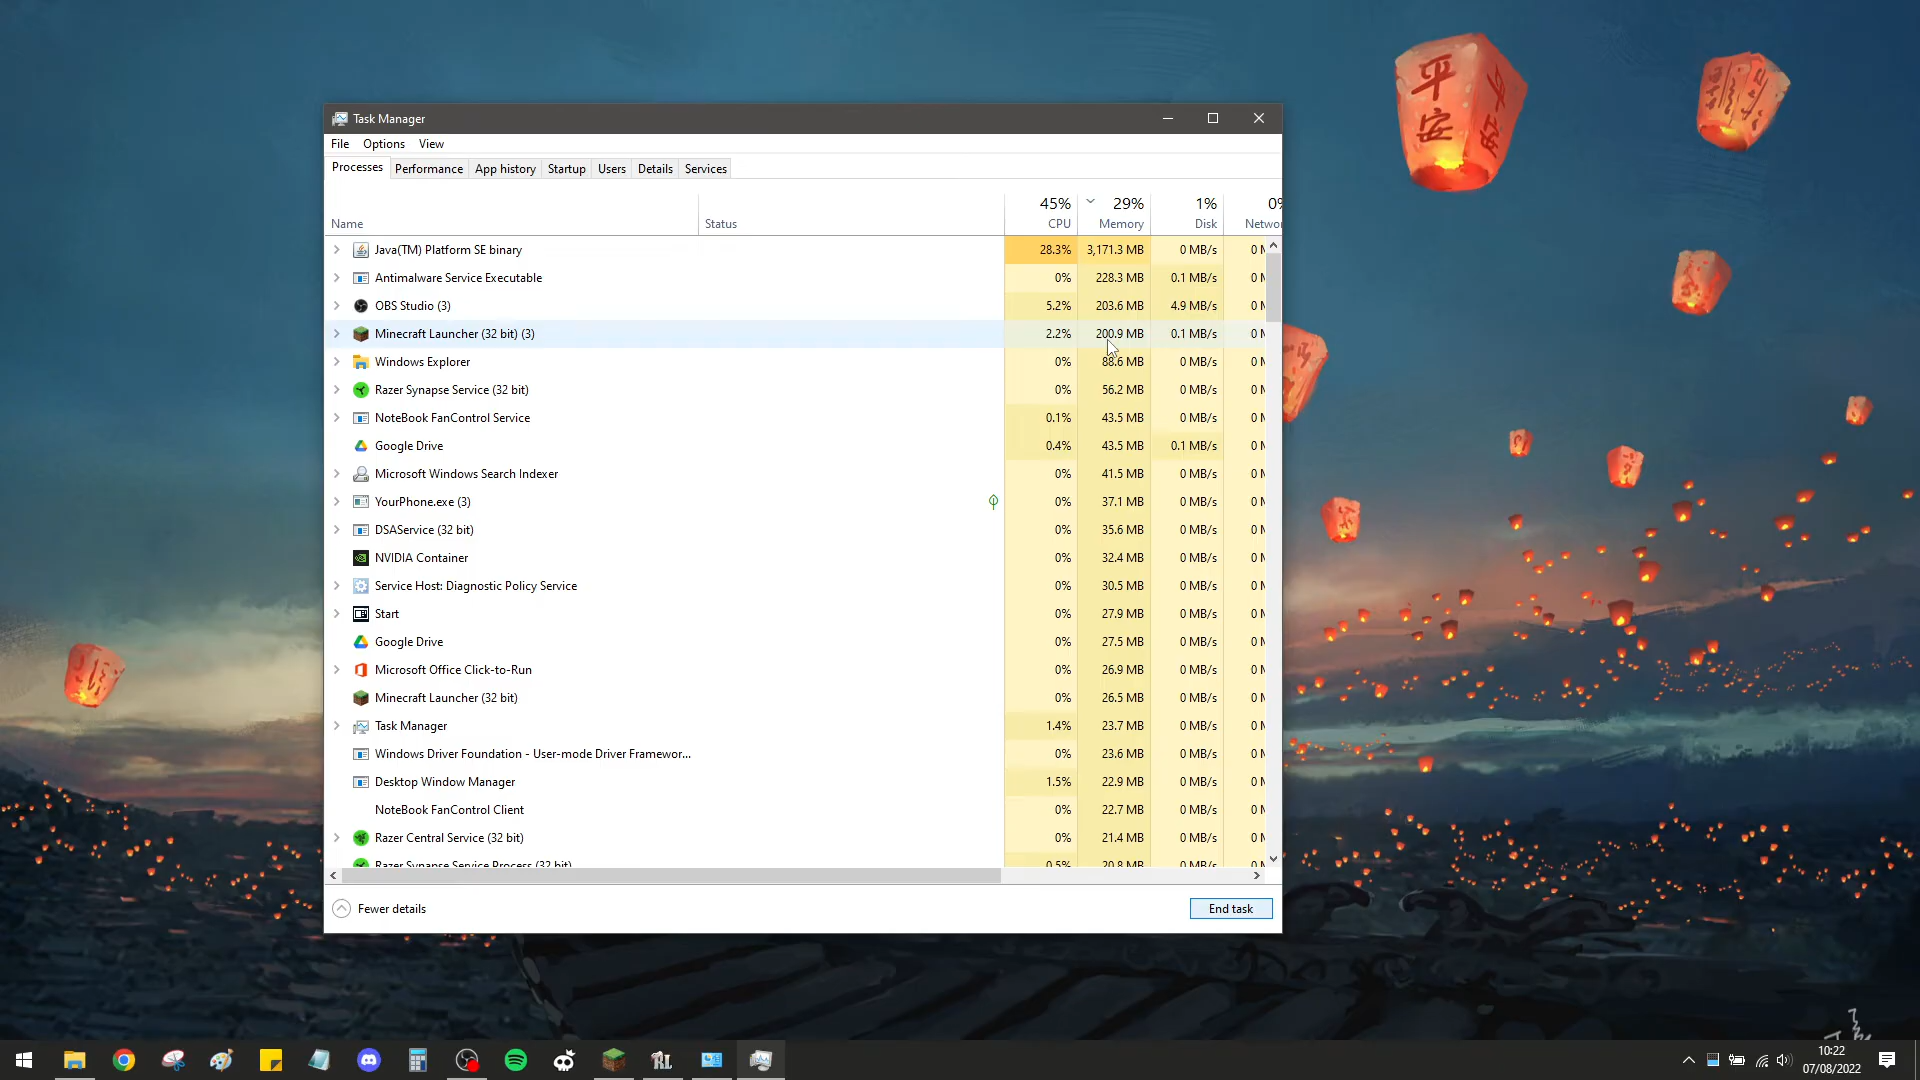 Task Manager
File Options View
Processes Performance App history Startup Users Details Services
45% 29% 1% 0%
Name Status CPU Memory Disk Networ
Java(TM) Platform SE binary 28.3% 3,171.3 MB 0 MB/s 0 M
Antimalware Service Executable 0% 228.3 MB 0.1 MB/s 0 M
OBS Studio (3) 5.2% 203.6 MB 4.9 MB/s 0 M
Minecraft Launcher (32 bit) (3) 2.2% 200.9 MB 0.1 MB/s 0 M
Windows Explorer 0% 88.6 MB 0 MB/s 0 M
Razer Synapse Service (32 bit) 0% 56.2 MB 0 MB/s 0 M
NoteBook FanControl Service 0.1% 43.5 MB 0 MB/s 0 M
Google Drive 0.4% 43.5 MB 0.1 MB/s 0 M
Microsoft Windows Search Indexer 0% 41.5 MB 0 MB/s 0 M
YourPhone.exe (3) 0% 37.1 MB 0 MB/s 0 M
DSAService (32 bit) 0% 35.6 MB 0 MB/s 0 M
NVIDIA Container 0% 32.4 MB 0 MB/s 0 M
Service Host: Diagnostic Policy Service 0% 30.5 MB 0 MB/s 0 M
Start 0% 27.9 MB 0 MB/s 0 M
Google Drive 0% 27.5 MB 0 MB/s 0 M
Microsoft Office Click-to-Run 0% 26.9 MB 0 MB/s 0 M
Minecraft Launcher (32 bit) 0% 26.5 MB 0 MB/s 0 M
Task Manager 1.4% 23.7 MB 0 MB/s 0 M
Windows Driver Foundation - User-mode Driver Framewor... 0% 23.6 MB 0 MB/s 0 M
Desktop Window Manager 1.5% 22.9 MB 0 MB/s 0 M
NoteBook FanControl Client 0% 22.7 MB 0 MB/s 0 M
Razer Central Service (32 bit) 0% 21.4 MB 0 MB/s 0 M
Razer Synapse Service Process (32 bit) 0.5% 20.8 MB 0 MB/s 0 M
Fewer details End task
平安
安
RL
10:22
07/08/2022